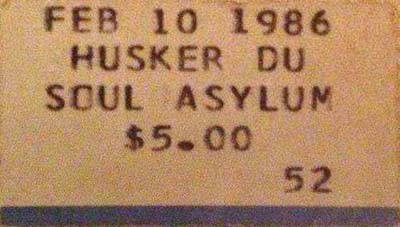 FEB 10 1986
HUSKER DU
SOUL ASYLUM
$5.00
52